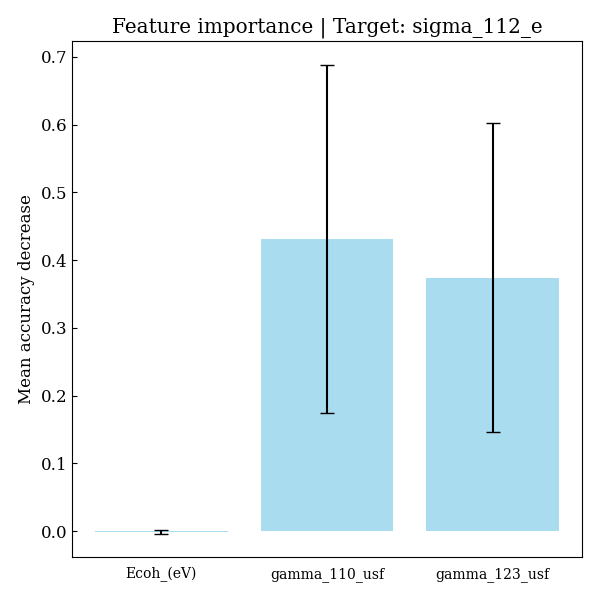 Feature importance | Target: sigma_112_e
Mean accuracy decrease
0.7
0.6
0.5
0.4
0.3
0.2
0.1
0.0
Ecoh_(eV)
gamma_110_usf
gamma_123_usf